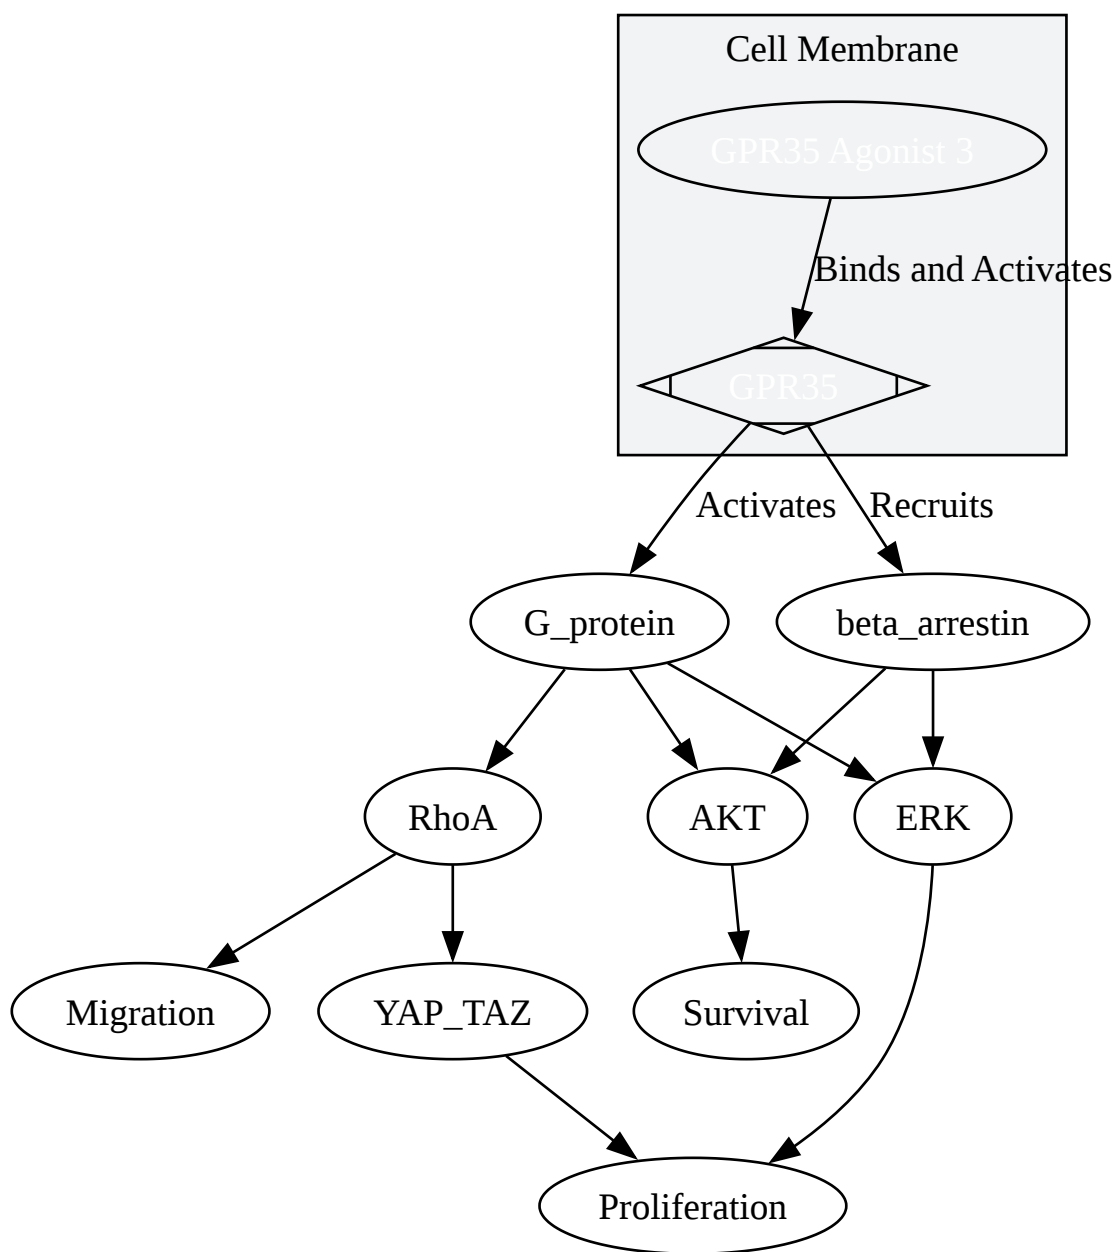 Cell Membrane
GPR35 Agonist 3
Binds and Activates
GPR35
Activates
Recruits
G_protein
beta_arrestin
RhoA
AKT
ERK
Migration
YAP_TAZ
Survival
Proliferation